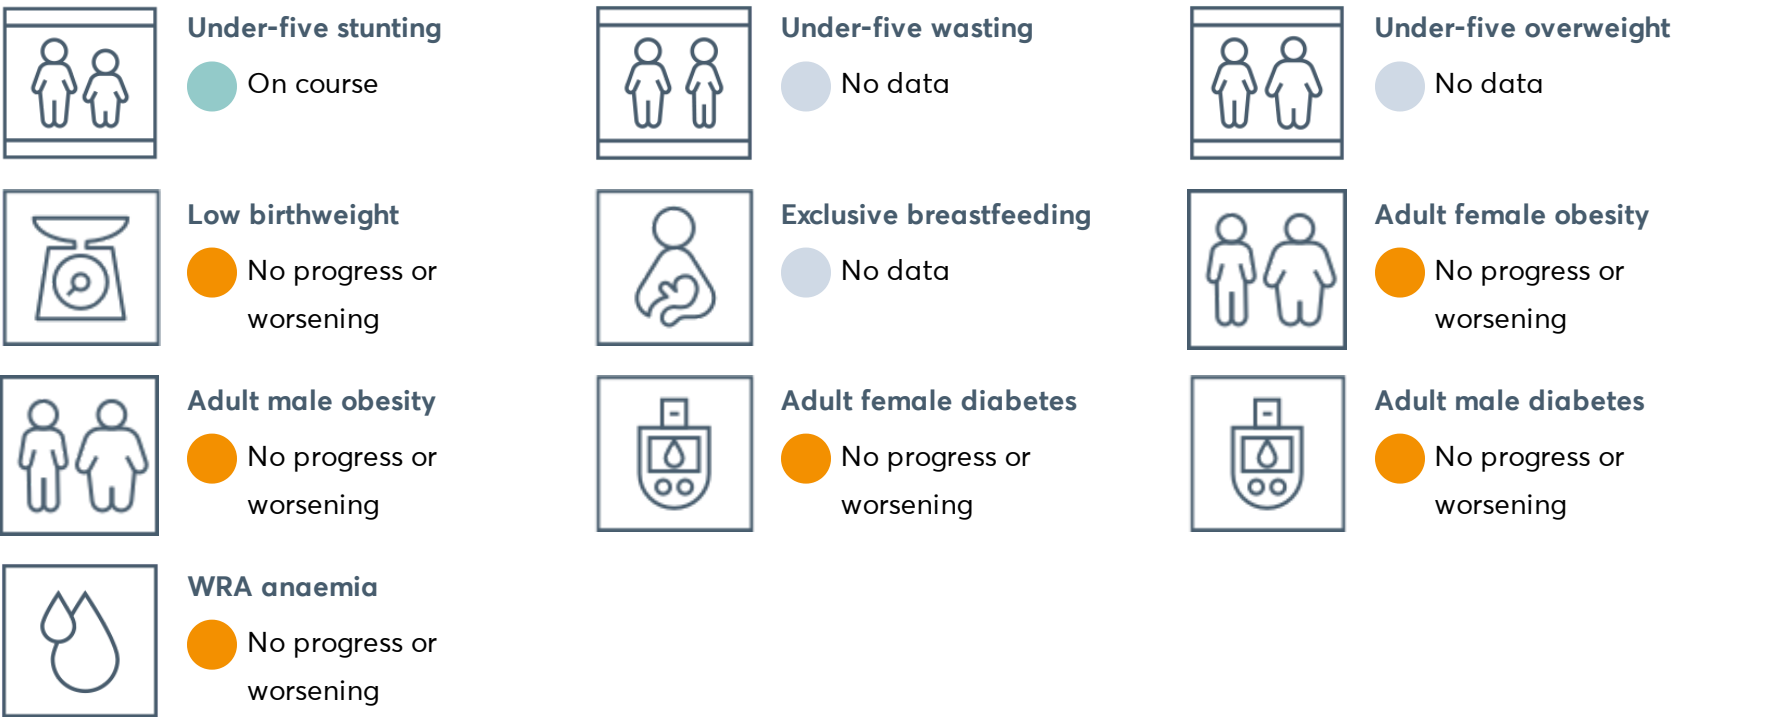 Under-five stunting
On course
Under-five wasting
No data
Under-five overweight
No data
Low birthweight
No progress or
worsening
Exclusive breastfeeding
No data
Adult female obesity
No progress or
worsening
Adult male obesity
No progress or
worsening
Adult female diabetes
No progress or
worsening
Adult male diabetes
No progress or
worsening
WRA anaemia
No progress or
worsening